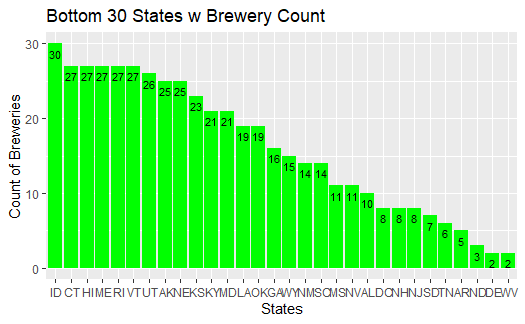 Bottom 30 States w Brewery Count
Count of Breweries
30
20
10
0
30 27 27 27 27 27 26 25 25 23 21 21 19 19 16 15 14 14 11 11 10 8 8 8 7 6 5 3 2 2
ID CT HI ME RI VT UT AK NE KS KY MD LA OK GA WY NM SC MS NV AL DC NH NJ SD TN AR ND DE WV
States